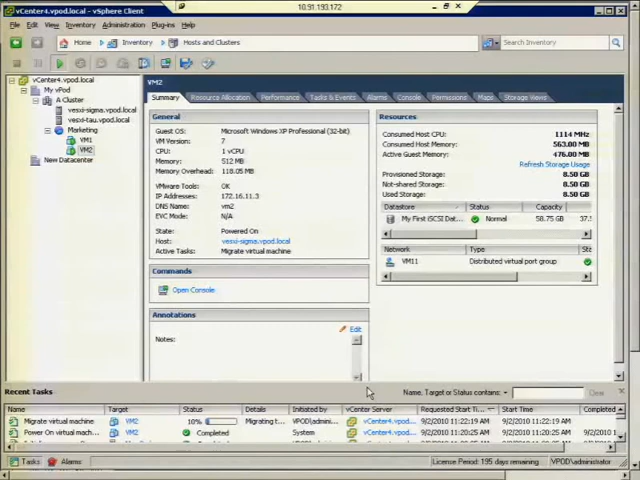 10.91.193.172
vCenter4.vpod.local - vSphere Client
File Edit View Inventory Administration Plug-ins Help
Home Inventory Hosts and Clusters
Search Inventory
vCenter4.vpod.local
My vPod
A Cluster
vesxi-sigma.vpod.local
vesxi-tau.vpod.local
Marketing
VM1
VM2
New Datacenter
VM2
Summary Resource Allocation Performance Tasks & Events Alarms Console Permissions Maps Storage Views
General
Guest OS: Microsoft Windows XP Professional (32-bit)
VM Version: 7
CPU: 1 vCPU
Memory: 512 MB
Memory Overhead: 118.05 MB
VMware Tools: OK
IP Addresses: 172.16.11.3
DNS Name: vm2
EVC Mode: N/A
State: Powered On
Host: vesxi-sigma.vpod.local
Active Tasks: Migrate virtual machine
Commands
Open Console
Annotations
Edit
Notes:
Resources
Consumed Host CPU: 1114 MHz
Consumed Host Memory: 563.00 MB
Active Guest Memory: 476.00 MB
Refresh Storage Usage
Provisioned Storage: 8.50 GB
Not-shared Storage: 8.50 GB
Used Storage: 8.50 GB
Datastore Status Capacity
My First iSCSI Dat... Normal 58.75 GB 37.
Network Type Sta
VM11 Distributed virtual port group
Recent Tasks
Name, Target or Status contains: Clear
Name Target Status Details Initiated by vCenter Server Requested Start Ti... Start Time Completed
Migrate virtual machine VM2 10% Migrating t... VPOD\admini... vCenter4.vpod... 9/2/2010 11:22:19 AM 9/2/2010 11:22:19 AM
Power On virtual mach... VM2 Completed System vCenter4.vpod... 9/2/2010 11:20:25 AM 9/2/2010 11:20:25 AM
Tasks Alarms
License Period: 195 days remaining VPOD\administrator